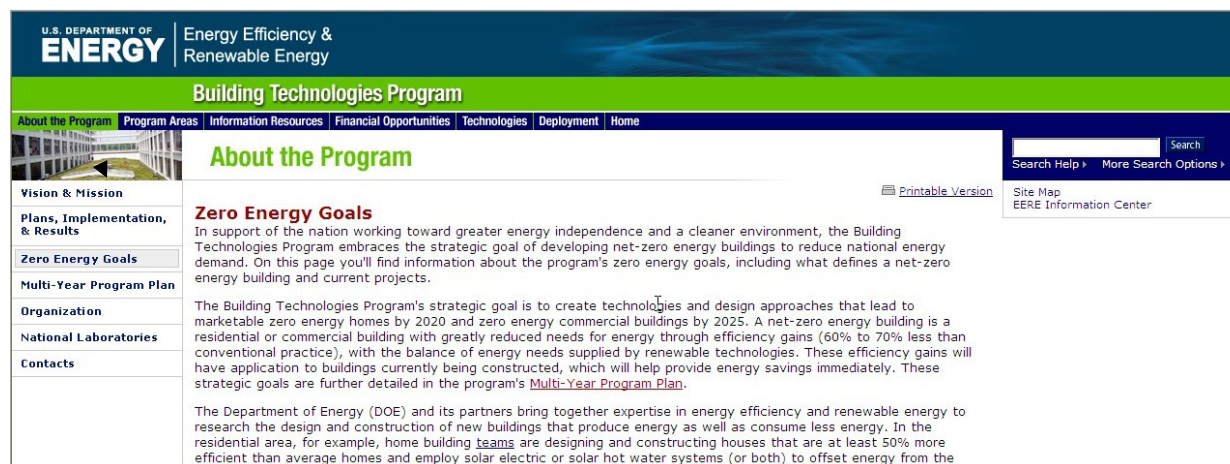 U.S. DEPARTMENT OF
ENERGY
Energy Efficiency &
Renewable Energy
Building Technologies Program
About the Program Program Areas Information Resources Financial Opportunities Technologies Deployment Home
About the Program
Search
Search Help More Search Options
Site Map
EERE Information Center
Vision & Mission
Plans, Implementation,
& Results
Zero Energy Goals
Multi-Year Program Plan
Organization
National Laboratories
Contacts
Printable Version
Zero Energy Goals
In support of the nation working toward greater energy independence and a cleaner environment, the Building
Technologies Program embraces the strategic goal of developing net-zero energy buildings to reduce national energy
demand. On this page you'll find information about the program's zero energy goals, including what defines a net-zero
energy building and current projects.
The Building Technologies Program's strategic goal is to create technologies and design approaches that lead to
marketable zero energy homes by 2020 and zero energy commercial buildings by 2025. A net-zero energy building is a
residential or commercial building with greatly reduced needs for energy through efficiency gains (60% to 70% less than
conventional practice), with the balance of energy needs supplied by renewable technologies. These efficiency gains will
have application to buildings currently being constructed, which will help provide energy savings immediately. These
strategic goals are further detailed in the program's Multi-Year Program Plan.
The Department of Energy (DOE) and its partners bring together expertise in energy efficiency and renewable energy to
research the design and construction of new buildings that produce energy as well as consume less energy. In the
residential area, for example, home building teams are designing and constructing houses that are at least 50% more
efficient than average homes and employ solar electric or solar hot water systems (or both) to offset energy from the